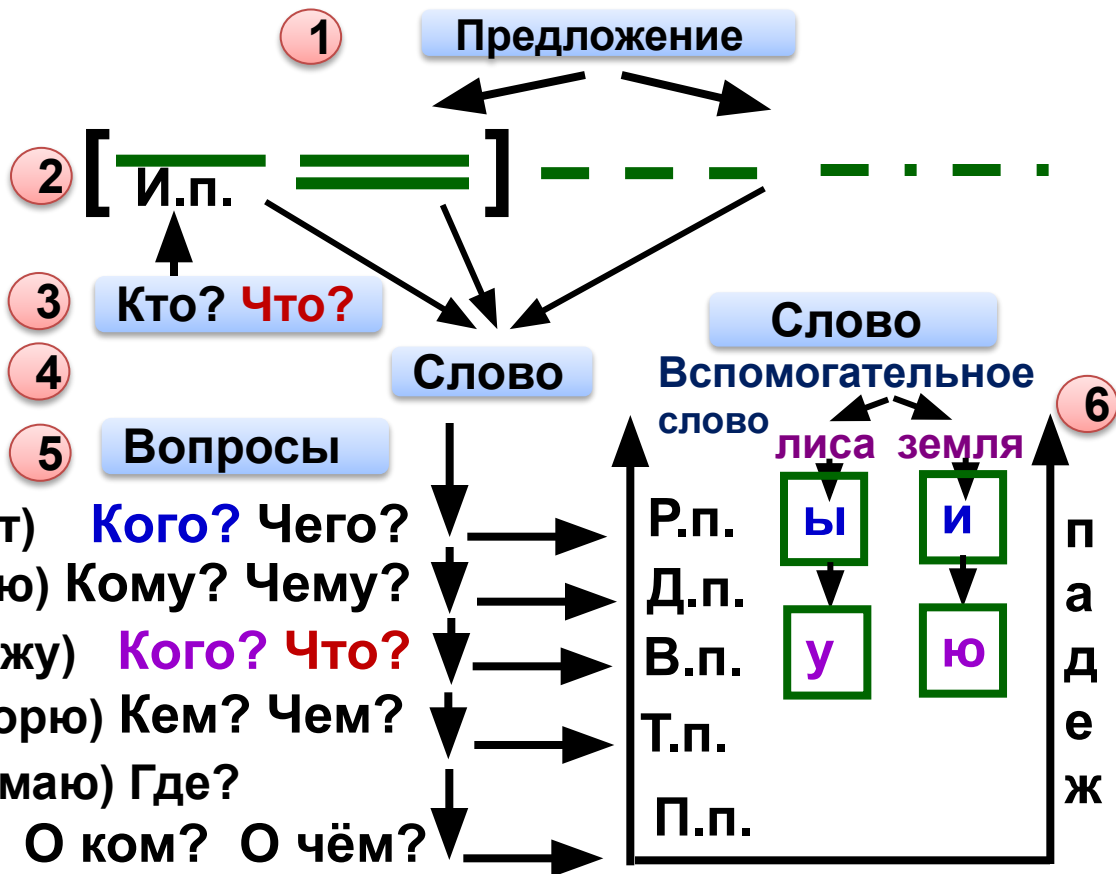 1 Предложение
2 [ ] И.п.
3 Кто? Что?
4 Слово
Слово
Вспомогательное слово
6
лиса земля
5 Вопросы
т) Кого? Чего? Р.п. ы и
ю) Кому? Чему? Д.п.
жу) Кого? Что? В.п. у ю
орю) Кем? Чем? Т.п.
маю) Где?
О ком? О чём? П.п.
падеж